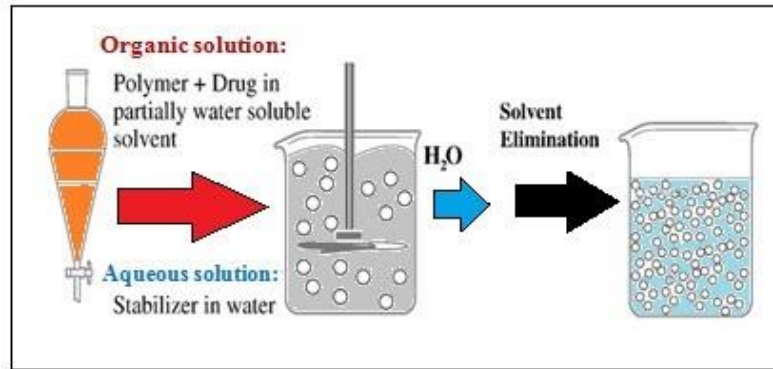 Organic solution:
Polymer + Drug in
partially water soluble
solvent
Aqueous solution:
Stabilizer in water
H₂O
Solvent
Elimination